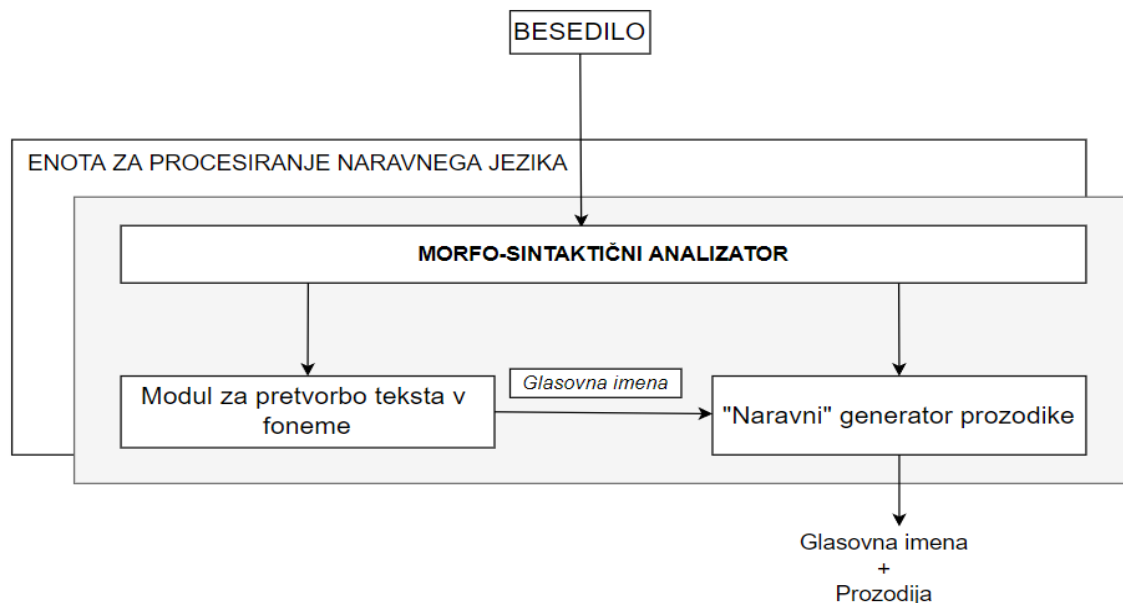 BESEDILO
ENOTA ZA PROCESIRANJE NARAVNEGA JEZIKA
MORFO-SINTAKTIČNI ANALIZATOR
Modul za pretvorbo teksta v
foneme
Glasovna imena
"Naravni" generator prozodike
Glasovna imena
+
Prozodija